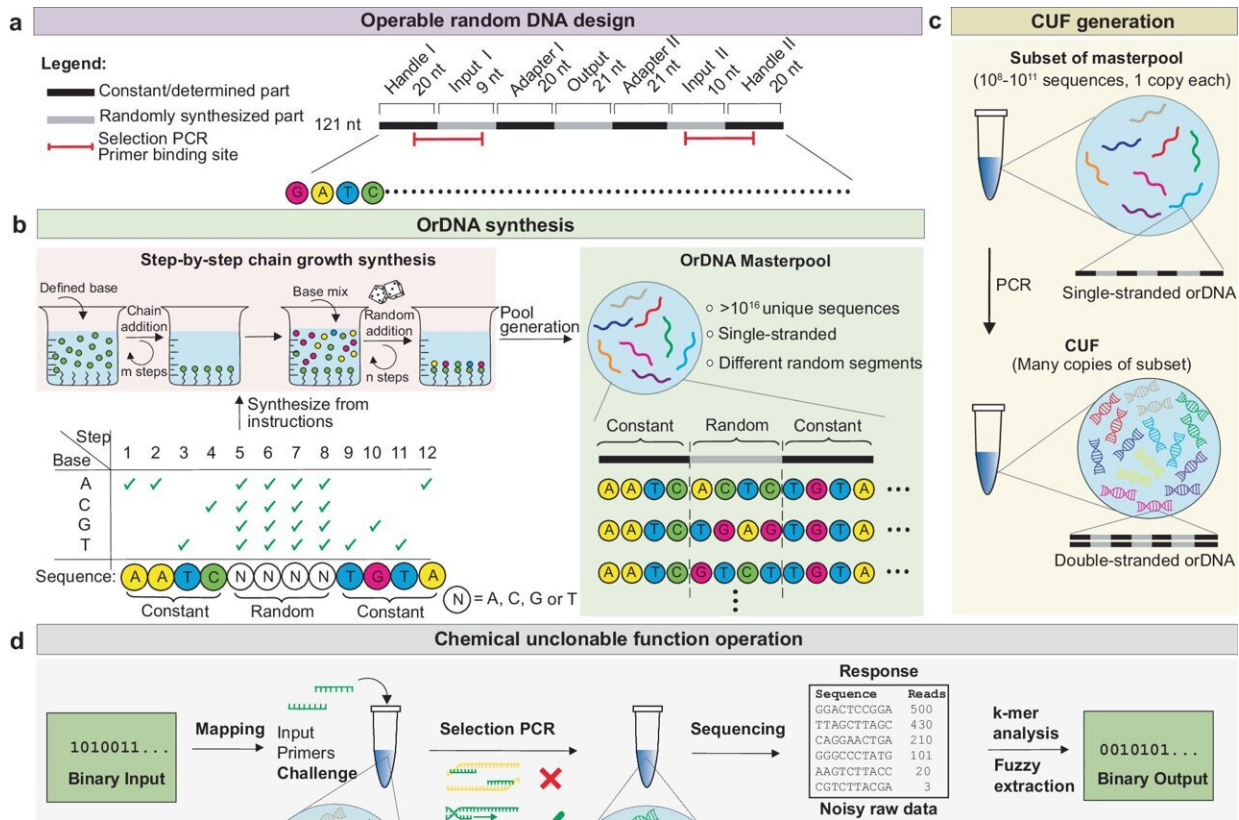 a
Operable random DNA design
Legend:
Constant/determined part
Randomly synthesized part
Selection PCR
Primer binding site
121 nt
Handle I
20 nt
Input I
9 nt
Adapter I
20 nt
Output
21 nt
Adapter II
21 nt
Input II
10 nt
Handle II
20 nt
G A T C
b
OrDNA synthesis
Step-by-step chain growth synthesis
Defined base
Chain
addition
m steps
Base mix
Random
addition
n steps
Pool
generation
Synthesize from
instructions
Step
Base
1 2 3 4 5 6 7 8 9 10 11 12
A
C
G
T
Sequence: A A T C N N N N T G T A
Constant
Random
Constant
N = A, C, G or T
OrDNA Masterpool
>10¹⁶ unique sequences
Single-stranded
Different random segments
Constant Random Constant
A A T C A C T C T G T A ...
A A T C T G A G T G T A ...
A A T C G T C T T G T A ...
c
CUF generation
Subset of masterpool
(10⁸-10¹¹ sequences, 1 copy each)
Single-stranded orDNA
PCR
CUF
(Many copies of subset)
Double-stranded orDNA
d
Chemical unclonable function operation
1010011...
Binary Input
Mapping
Input
Primers
Challenge
Selection PCR
Sequencing
Response
Sequence Reads
GGACTCCGGA 500
TTAGCTTAGC 430
CAGGAACTGA 210
GGGCCCTATG 101
AAGTCTTACC 20
CGTCTTACGA 3
Noisy raw data
k-mer
analysis
Fuzzy
extraction
0010101...
Binary Output